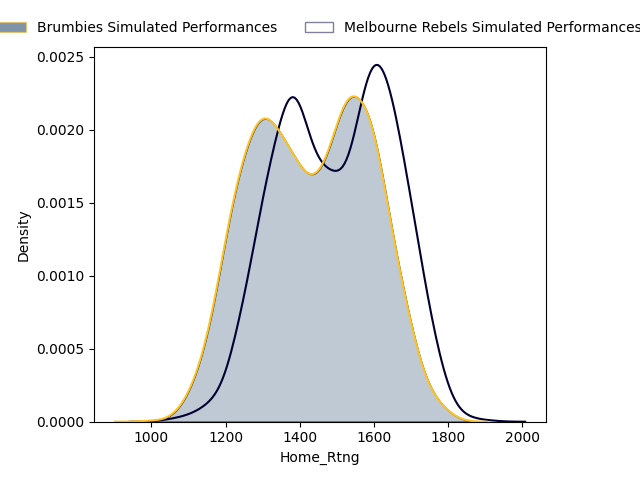 Brumbies Simulated Performances
Melbourne Rebels Simulated Performances
0.0025
0.0020
0.0015
0.0010
0.0005
0.0000
Density
1000 1200 1400 1600 1800 2000
Home_Rtng